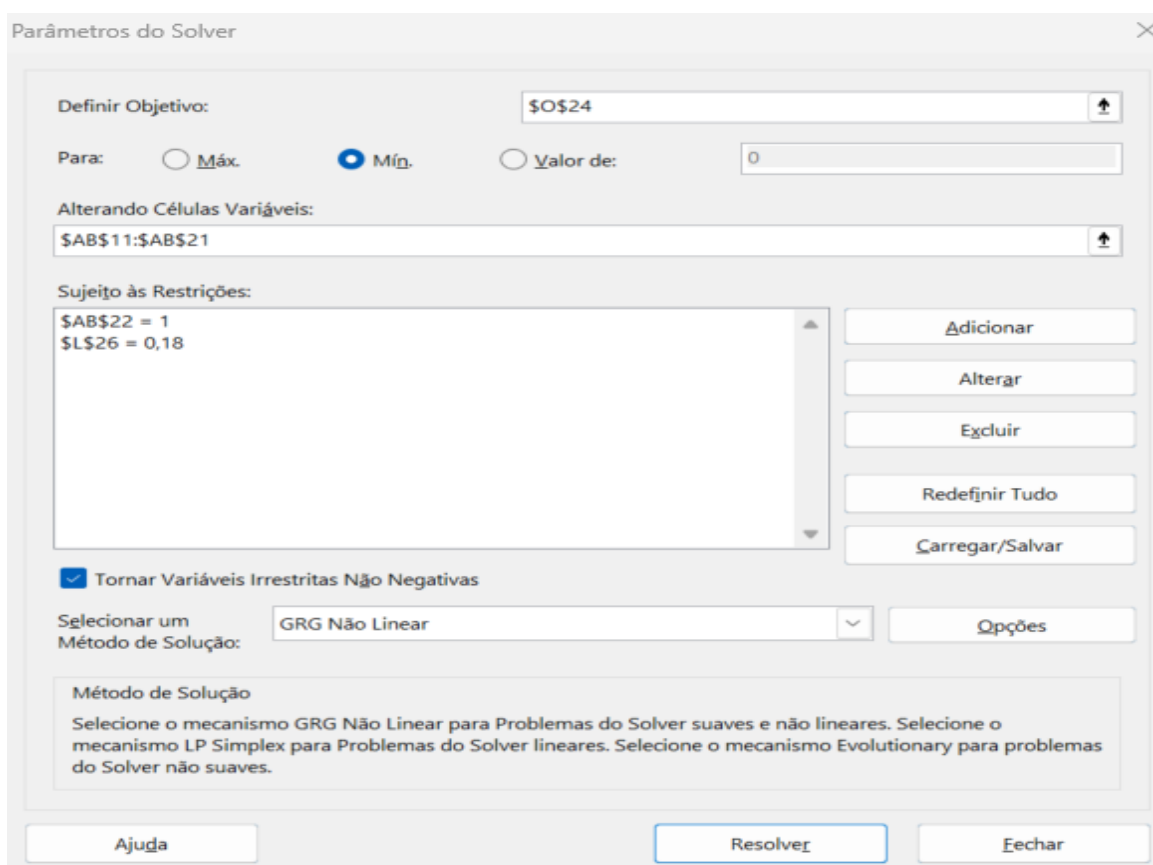 Parâmetros do Solver
Definir Objetivo:
$O$24
Para:
Máx.
Mín.
Valor de:
0
Alterando Células Variáveis:
$AB$11:$AB$21
Sujeito às Restrições:
$AB$22 = 1
$L$26 = 0,18
Adicionar
Alterar
Excluir
Redefinir Tudo
Carregar/Salvar
Tornar Variáveis Irrestritas Não Negativas
Selecionar um
Método de Solução:
GRG Não Linear
Opções
Método de Solução
Selecione o mecanismo GRG Não Linear para Problemas do Solver suaves e não lineares. Selecione o
mecanismo LP Simplex para Problemas do Solver lineares. Selecione o mecanismo Evolutionary para problemas
do Solver não suaves.
Ajuda
Resolver
Fechar